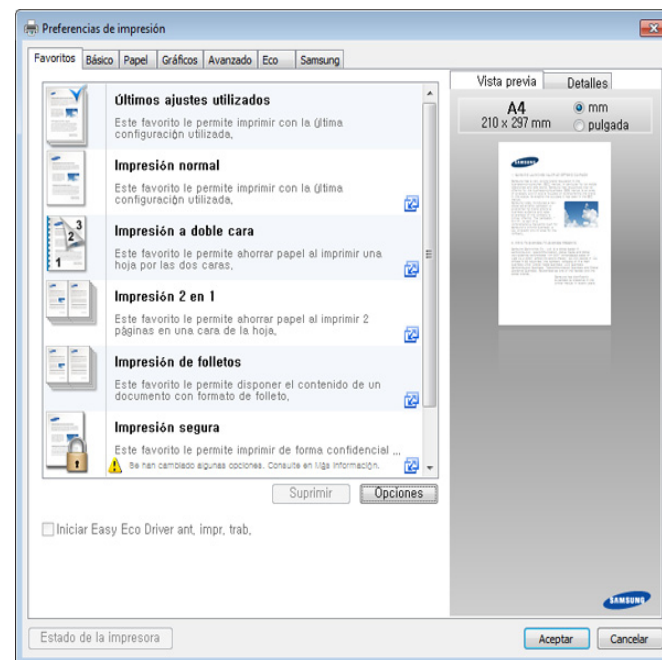 Preferencias de impresión
Favoritos Básico Papel Gráficos Avanzado Eco Samsung
Últimos ajustes utilizados
Este favorito le permite imprimir con la última
configuración utilizada.
Impresión normal
Este favorito le permite imprimir con la última
configuración utilizada.
Impresión a doble cara
Este favorito le permite ahorrar papel al imprimir una
hoja por las dos caras.
Impresión 2 en 1
Este favorito le permite ahorrar papel al imprimir 2
páginas en una cara de la hoja.
Impresión de folletos
Este favorito le permite disponer el contenido de un
documento con formato de folleto.
Impresión segura
Este favorito le permite imprimir de forma confidencial ...
Se han cambiado algunas opciones. Consulte en Más información.
Suprimir Opciones
Iniciar Easy Eco Driver ant. impr. trab.
Vista previa Detalles
A4
210 x 297 mm
mm
pulgada
SAMSUNG
SAMSUNG
Estado de la impresora
Aceptar Cancelar